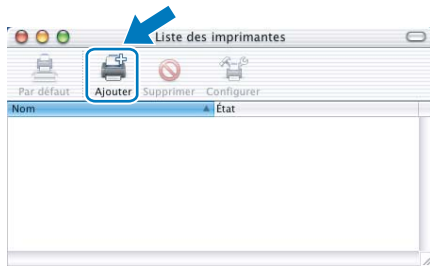 Liste des imprimantes
Par défaut Ajouter Supprimer Configurer
Nom État